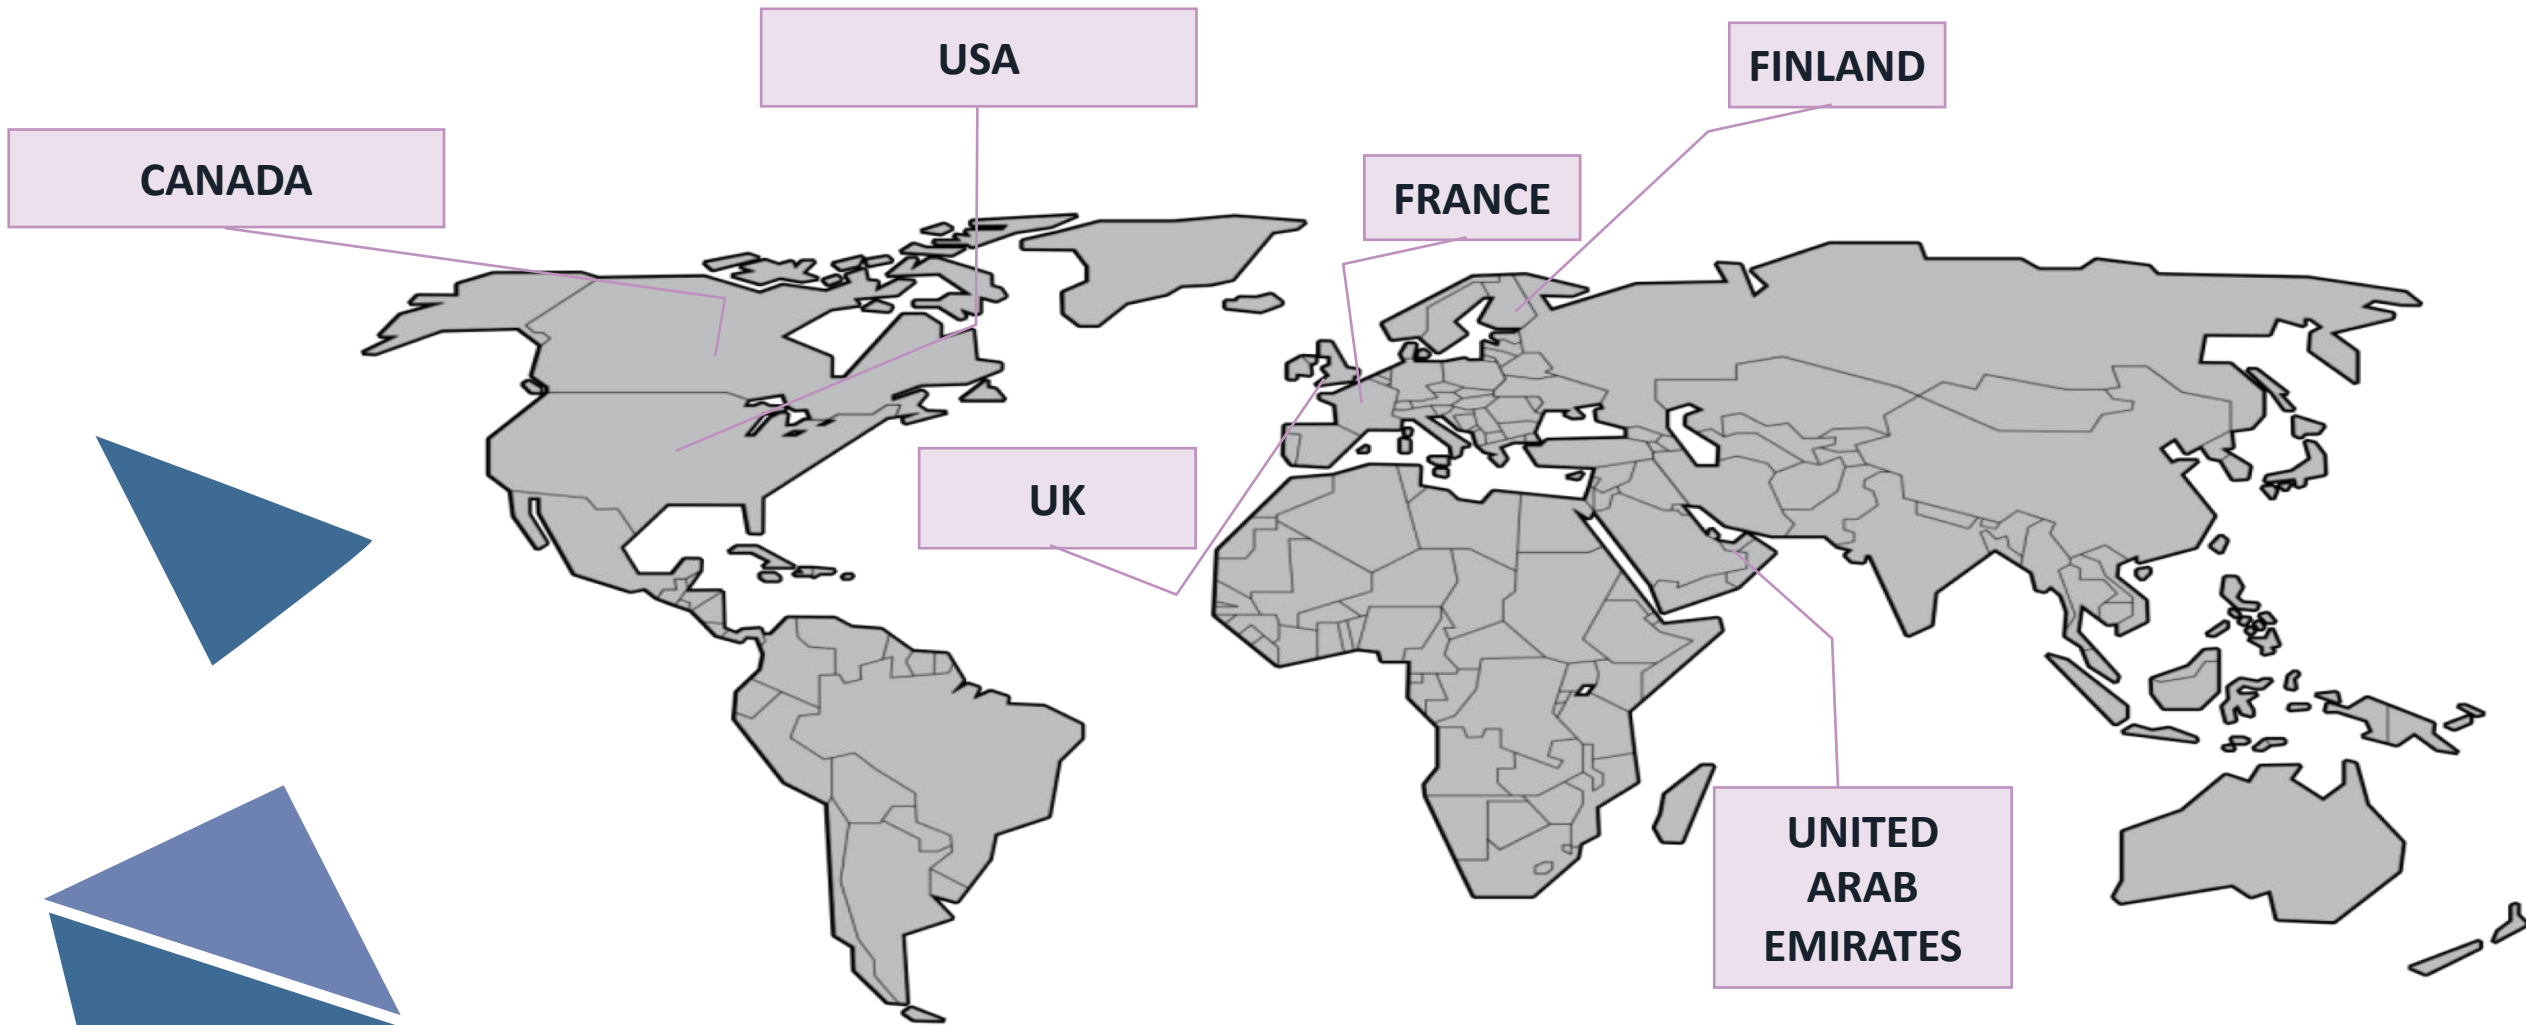 USA
FINLAND
CANADA
FRANCE
UK
UNITED
ARAB
EMIRATES